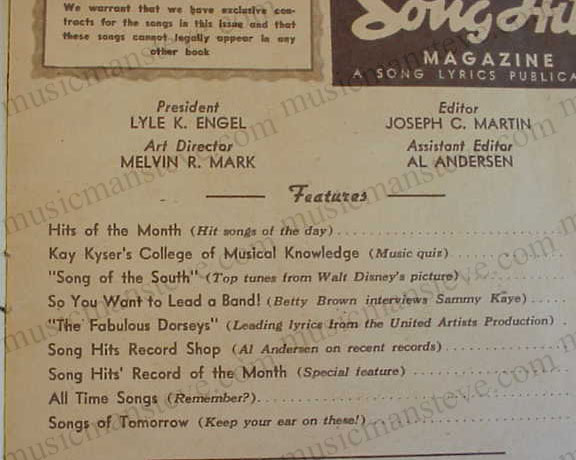 We warrant that we have exclusive con-
tracts for the songs in this issue and that
these songs cannot legally appear in any
other book
Song Hits
MAGAZINE
A SONG LYRICS PUBLICA
President
LYLE K. ENGEL
Editor
JOSEPH C. MARTIN
Art Director
MELVIN R. MARK
Assistant Editor
AL ANDERSEN
Features
Hits of the Month (Hit songs of the day)
Kay Kyser's College of Musical Knowledge (Music quiz)
"Song of the South" (Top tunes from Walt Disney's picture)
So You Want to Lead a Band! (Betty Brown interviews Sammy Kaye)
"The Fabulous Dorseys" (Leading lyrics from the United Artists Production)
Song Hits Record Shop (Al Andersen on recent records)
Song Hits' Record of the Month (Special feature)
All Time Songs (Remember?)
Songs of Tomorrow (Keep your ear on these!)
musicmansteve.com